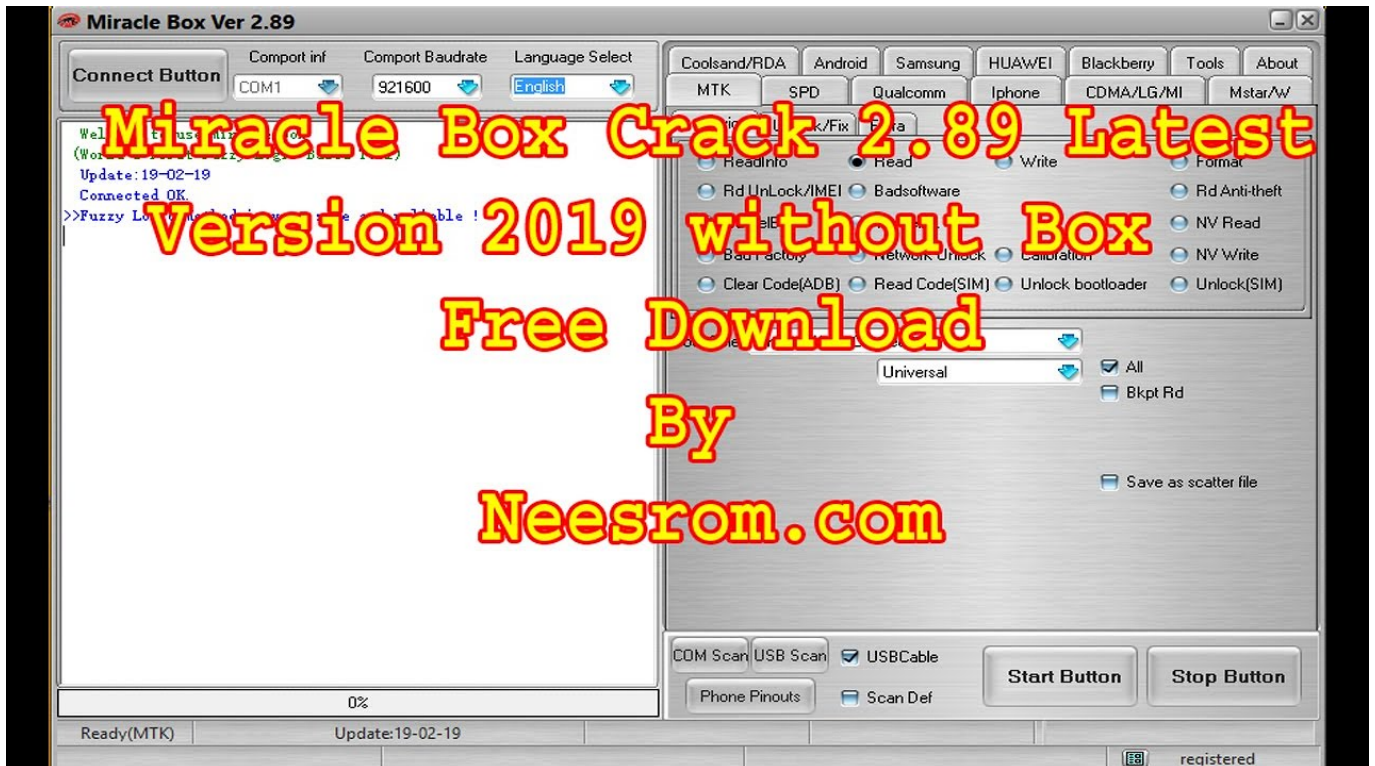 Miracle Box Ver 2.89
Connect Button
Comport inf
Comport Baudrate
Language Select
COM1
921600
English
Coolsand/RDA
Android
Samsung
HUAWEI
Blackberry
Tools
About
MTK
SPD
Qualcomm
Iphone
CDMA/LG/MI
Mstar/W
Miracle Box Crack 2.89 Latest
Version 2019 without Box
Free Download
By
Neesrom.com
Update:19-02-19
Connected OK.
>>Fuzzy
ReadInfo
Read
Write
Format
Rd UnLock/IMEI
Badsoftware
Rd Anti-theft
NV Read
NV Write
Clear Code(ADB)
Read Code(SIM)
Unlock bootloader
Unlock(SIM)
Universal
All
Bkpt Rd
Save as scatter file
COM Scan
USB Scan
USBCable
Phone Pinouts
Scan Def
Start Button
Stop Button
0%
Ready(MTK)
Update:19-02-19
registered